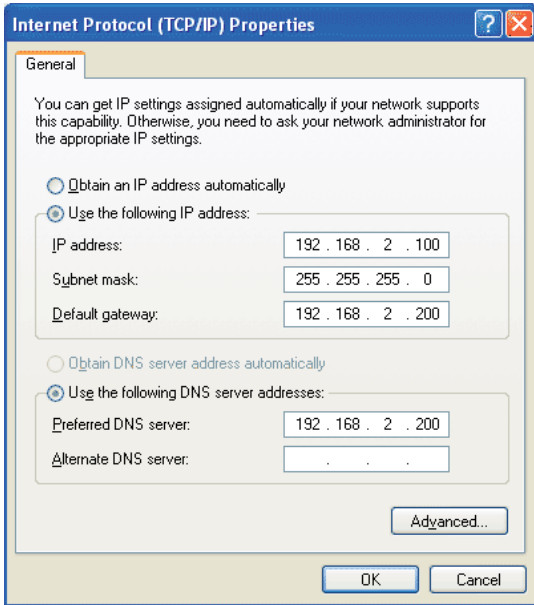 Internet Protocol (TCP/IP) Properties
General
You can get IP settings assigned automatically if your network supports
this capability. Otherwise, you need to ask your network administrator for
the appropriate IP settings.
Obtain an IP address automatically
Use the following IP address:
IP address: 192 . 168 . 2 . 100
Subnet mask: 255 . 255 . 255 . 0
Default gateway: 192 . 168 . 2 . 200
Obtain DNS server address automatically
Use the following DNS server addresses:
Preferred DNS server: 192 . 168 . 2 . 200
Alternate DNS server: . . .
Advanced...
OK Cancel